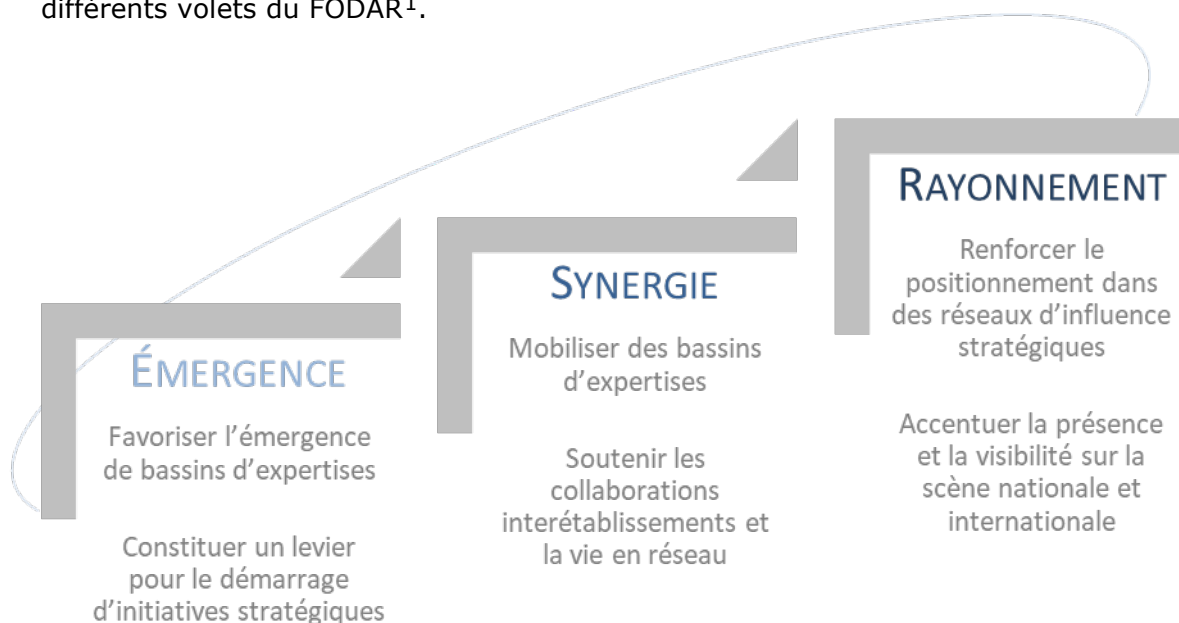 différents volets du FODAR¹.
ÉMERGENCE
Favoriser l’émergence
de bassins d’expertises
Constituer un levier
pour le démarrage
d’initiatives stratégiques
SYNERGIE
Mobiliser des bassins
d’expertises
Soutenir les
collaborations
interétablissements et
la vie en réseau
RAYONNEMENT
Renforcer le
positionnement dans
des réseaux d’influence
stratégiques
Accentuer la présence
et la visibilité sur la
scène nationale et
internationale